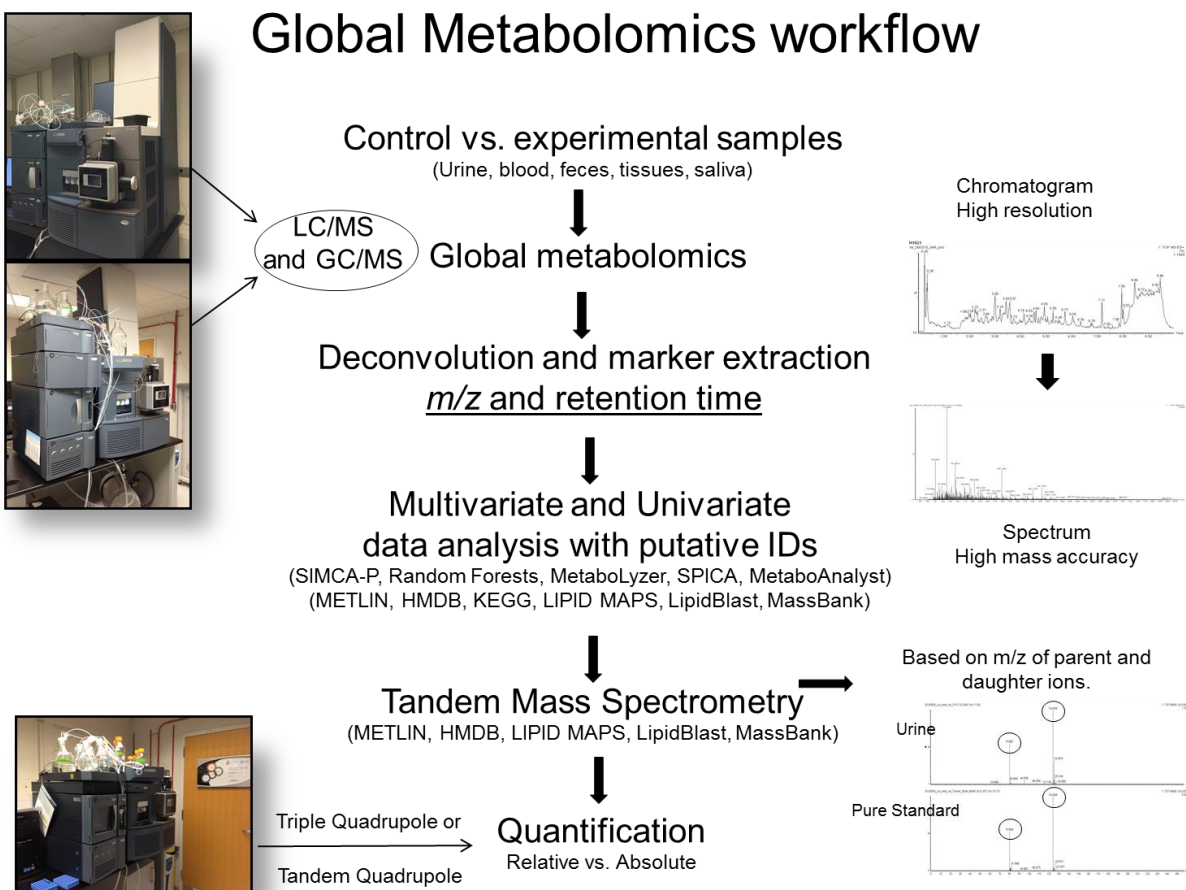 Global Metabolomics workflow
Control vs. experimental samples
(Urine, blood, feces, tissues, saliva)
LC/MS
and GC/MS
Global metabolomics
Deconvolution and marker extraction
m/z and retention time
Multivariate and Univariate
data analysis with putative IDs
(SIMCA-P, Random Forests, MetaboLyzer, SPICA, MetaboAnalyst)
(METLIN, HMDB, KEGG, LIPID MAPS, LipidBlast, MassBank)
Tandem Mass Spectrometry
(METLIN, HMDB, LIPID MAPS, LipidBlast, MassBank)
Triple Quadrupole or
Tandem Quadrupole
Quantification
Relative vs. Absolute
Chromatogram
High resolution
Spectrum
High mass accuracy
Based on m/z of parent and
daughter ions.
Urine
Pure Standard